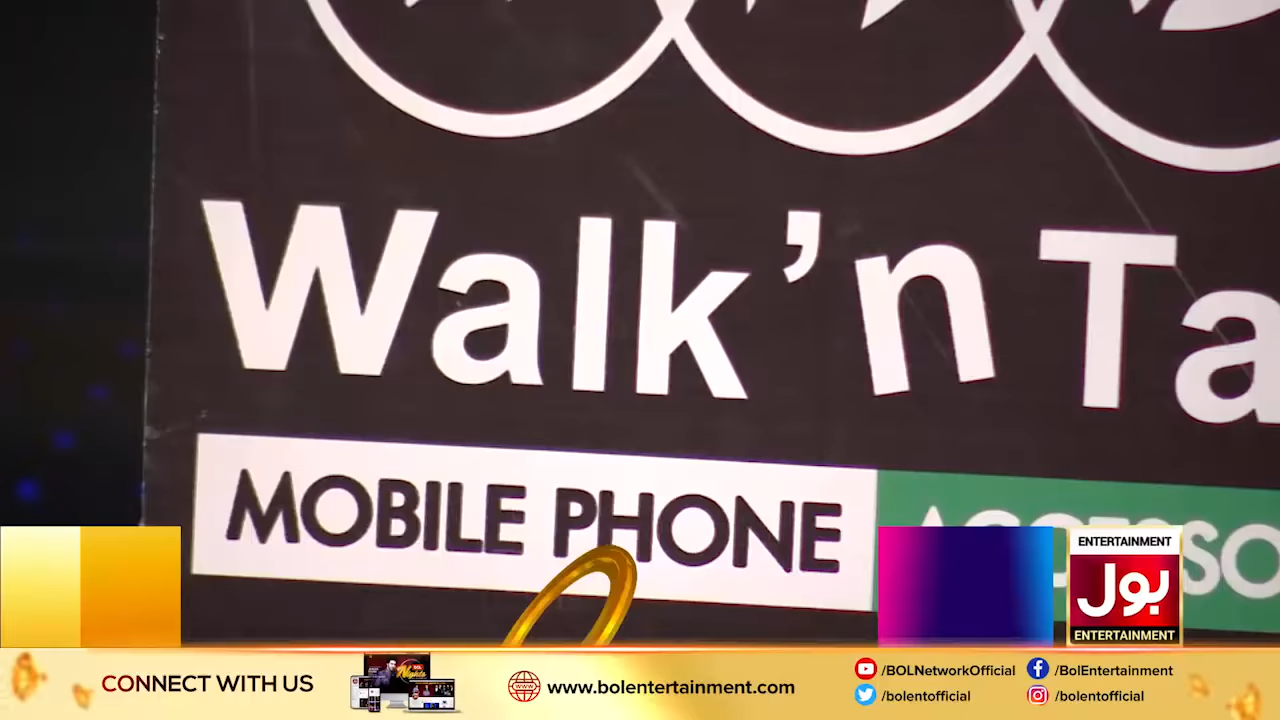 Walk 'n Ta
MOBILE PHONE
ENTERTAINMENT
بول
ENTERTAINMENT
CONNECT WITH US
www.bolentertainment.com
/BOLNetworkOfficial
/BolEntertainment
/bolentofficial
/bolentofficial